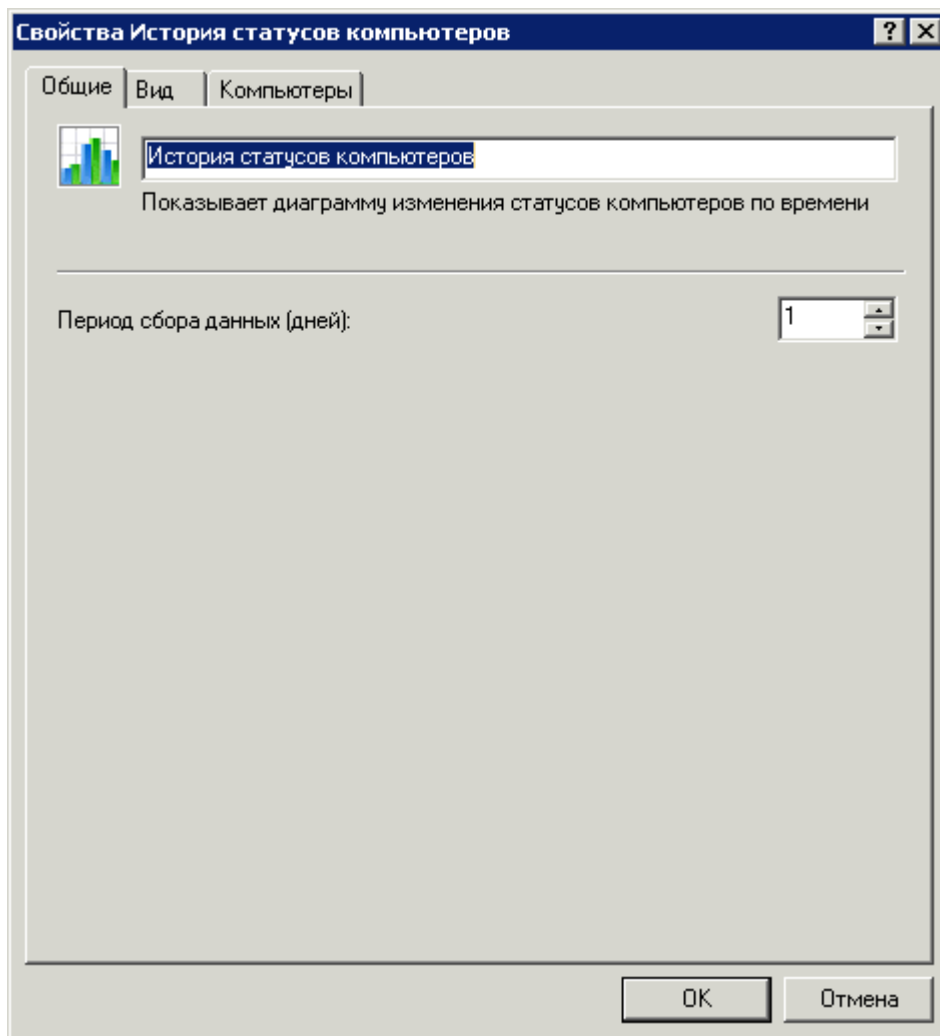 Свойства История статусов компьютеров
Общие
Вид
Компьютеры
История статусов компьютеров
Показывает диаграмму изменения статусов компьютеров по времени
Период сбора данных (дней):
1
OK
Отмена